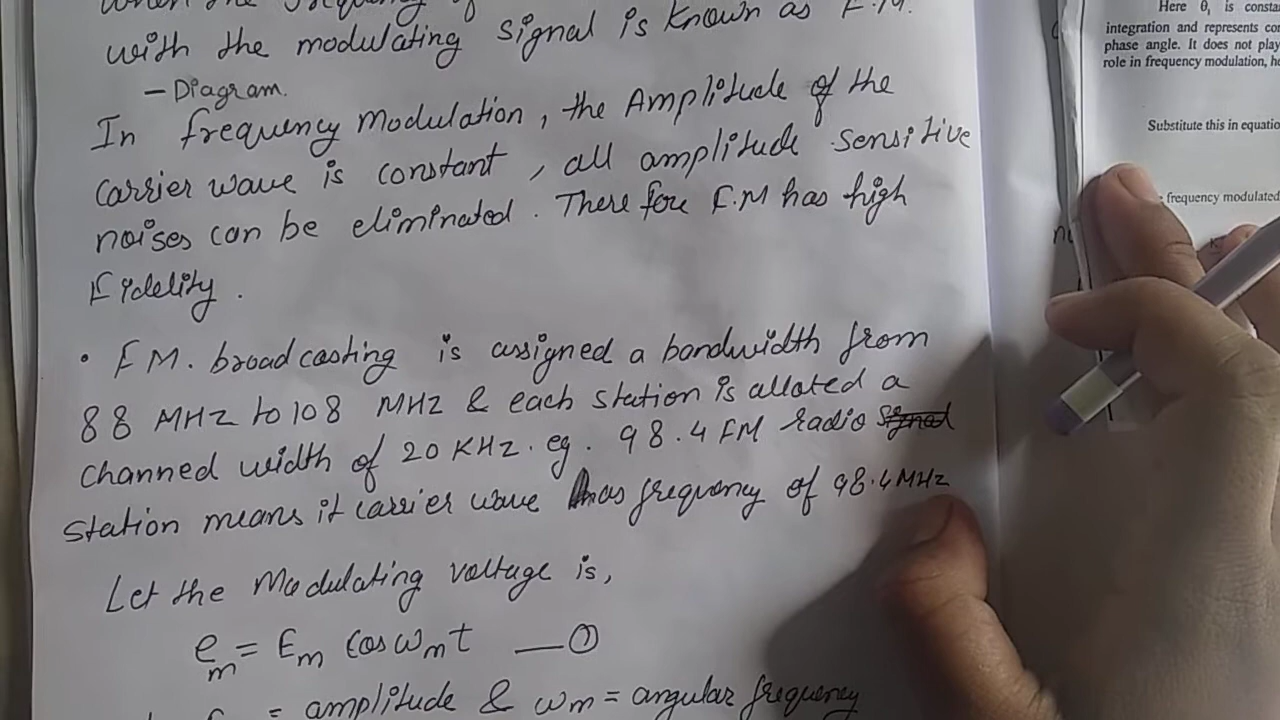 with the modulating signal is known as F.M.
- Diagram.
In frequency Modulation, the Amplitude of the
carrier wave is constant, all amplitude sensitive
noises can be eliminated. There fore F.M has high
Fidelity.
• F.M. broadcasting is assigned a bandwidth from
88 MHZ to 108 MHZ & each station is alloted a
channel width of 20 KHZ. eg. 98.4 FM radio
station means it carrier wave has frequency of 98.4 MHz
Let the Modulating voltage is,
em = Em Cos ωmt — ①
= amplitude & ωm = angular frequency
Here θ₁ is consta
integration and represents co
phase angle. It does not play
role in frequency modulation, he
Substitute this in equatio
frequency modulated